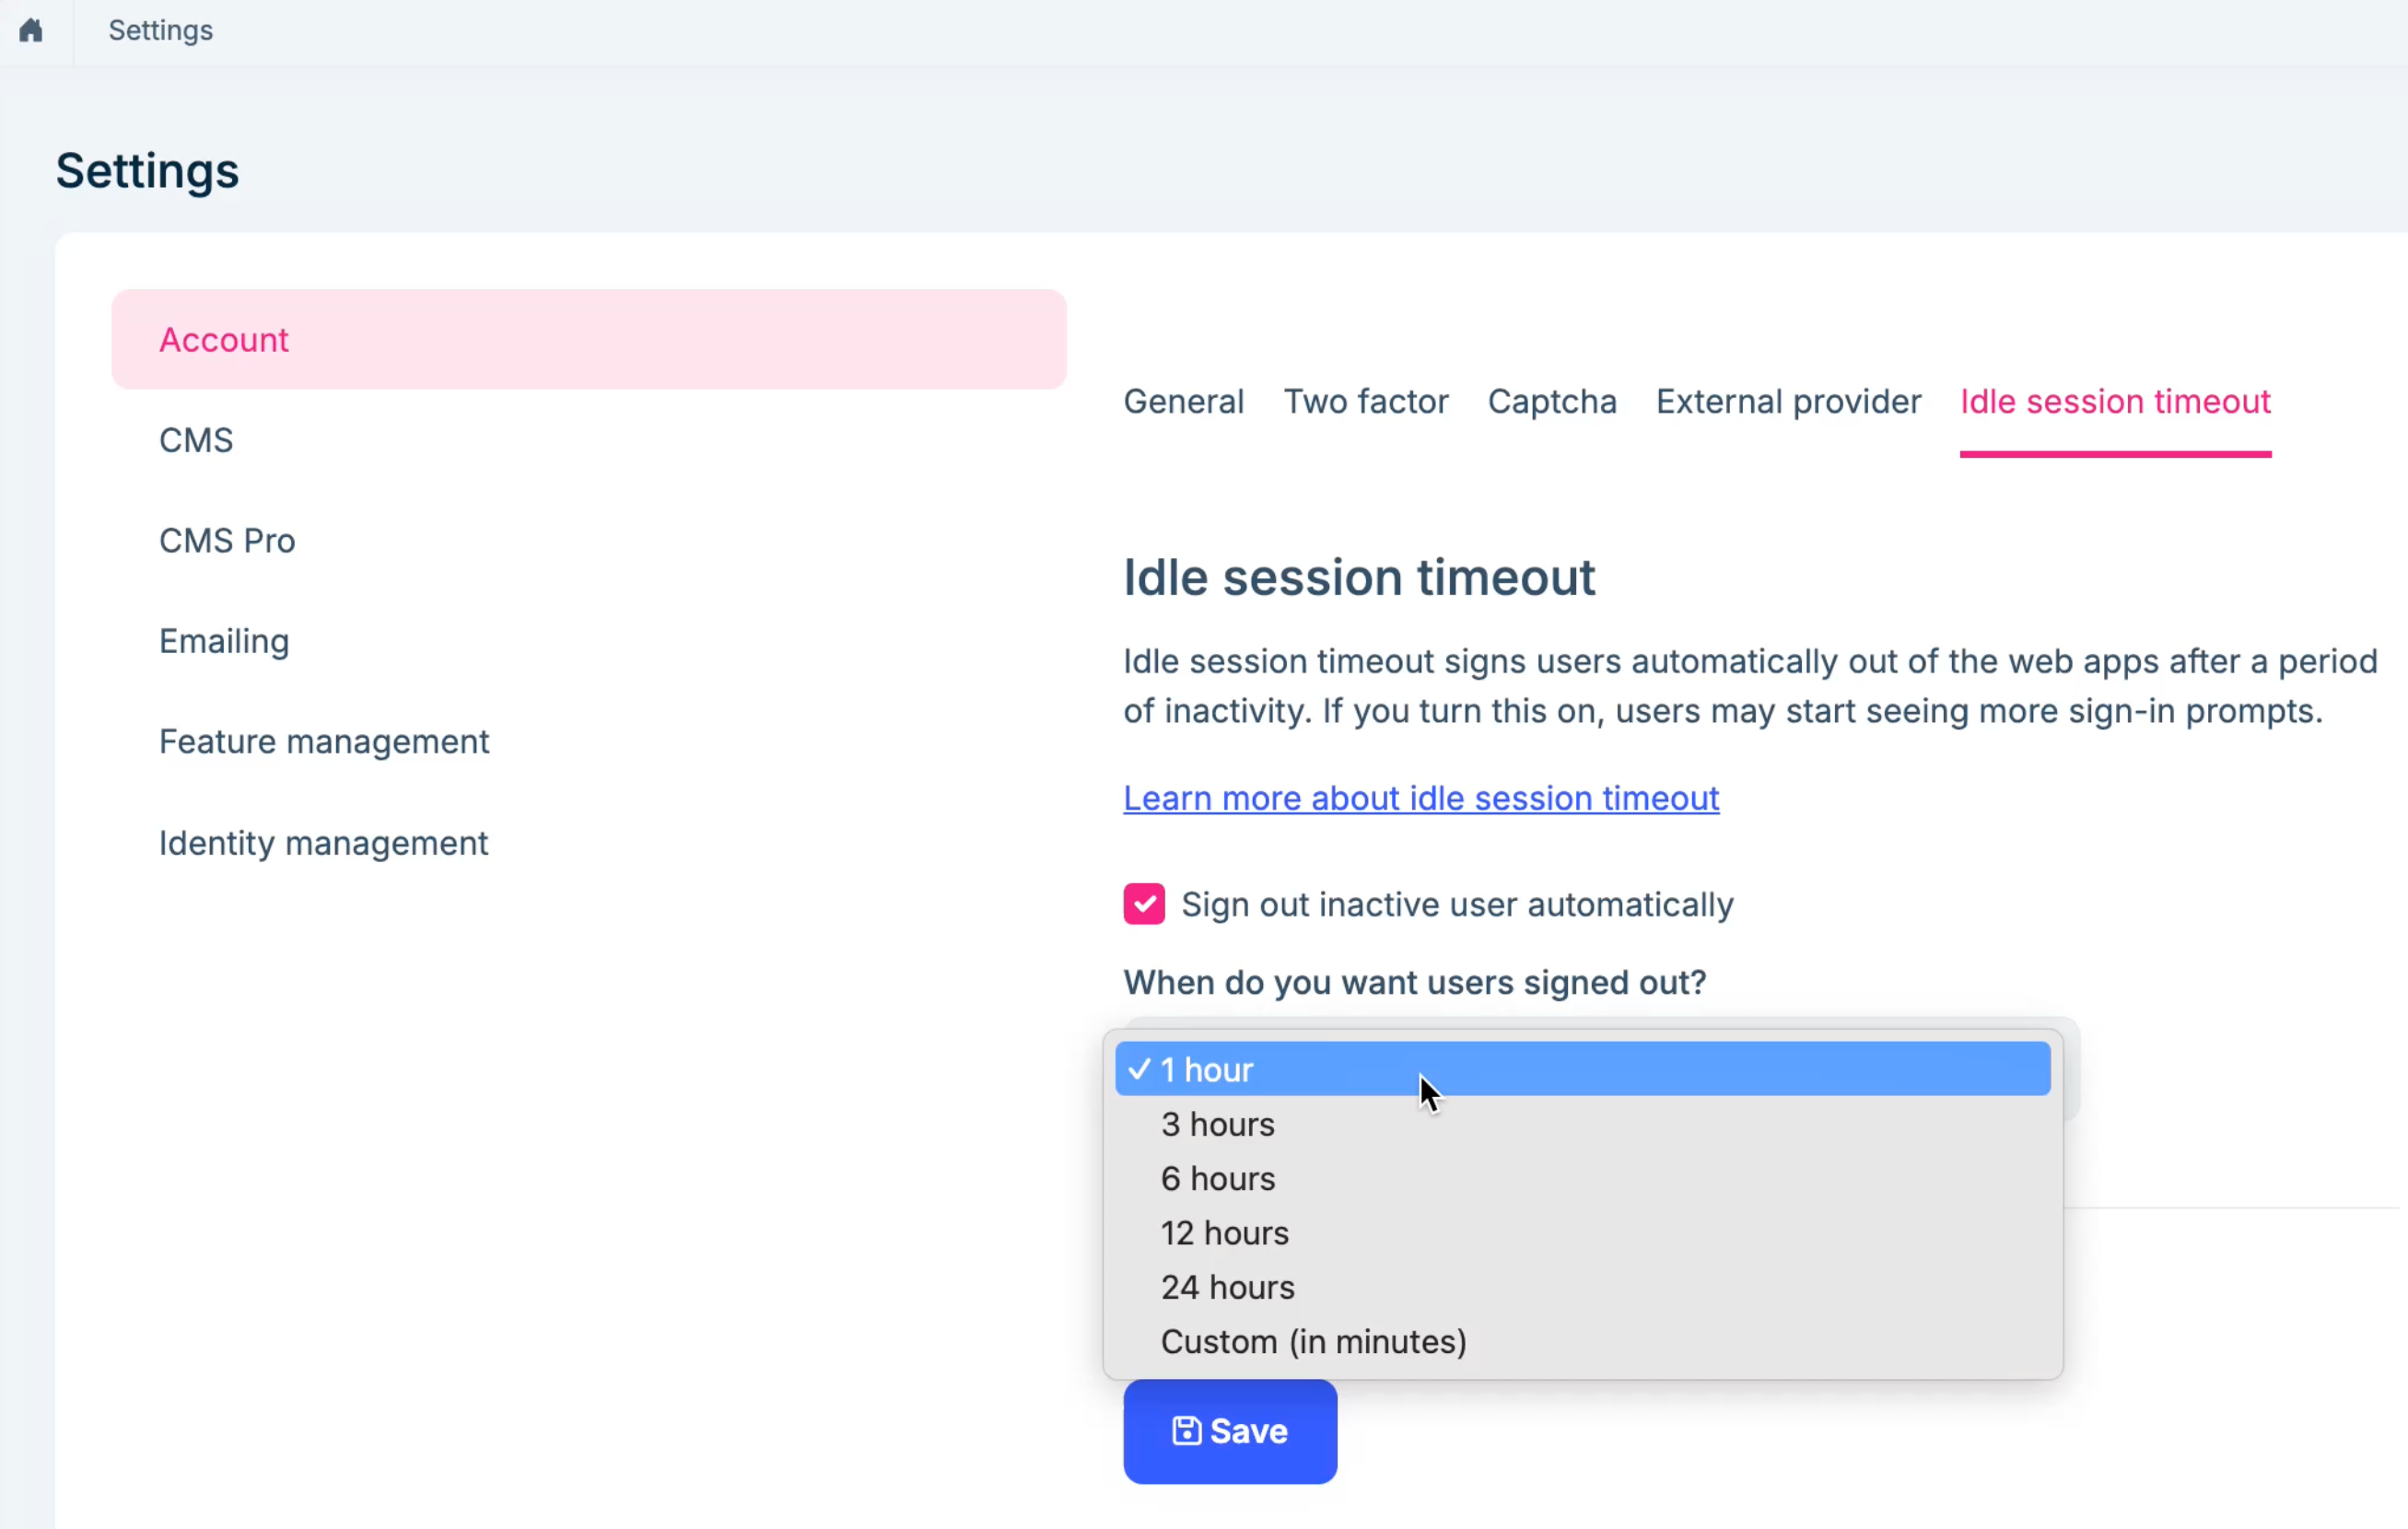 Settings
Settings
Account
CMS
CMS Pro
Emailing
Feature management
Identity management
General Two factor Captcha External provider Idle session timeout
Idle session timeout
Idle session timeout signs users automatically out of the web apps after a period
of inactivity. If you turn this on, users may start seeing more sign-in prompts.
Learn more about idle session timeout
Sign out inactive user automatically
When do you want users signed out?
1 hour
3 hours
6 hours
12 hours
24 hours
Custom (in minutes)
Save